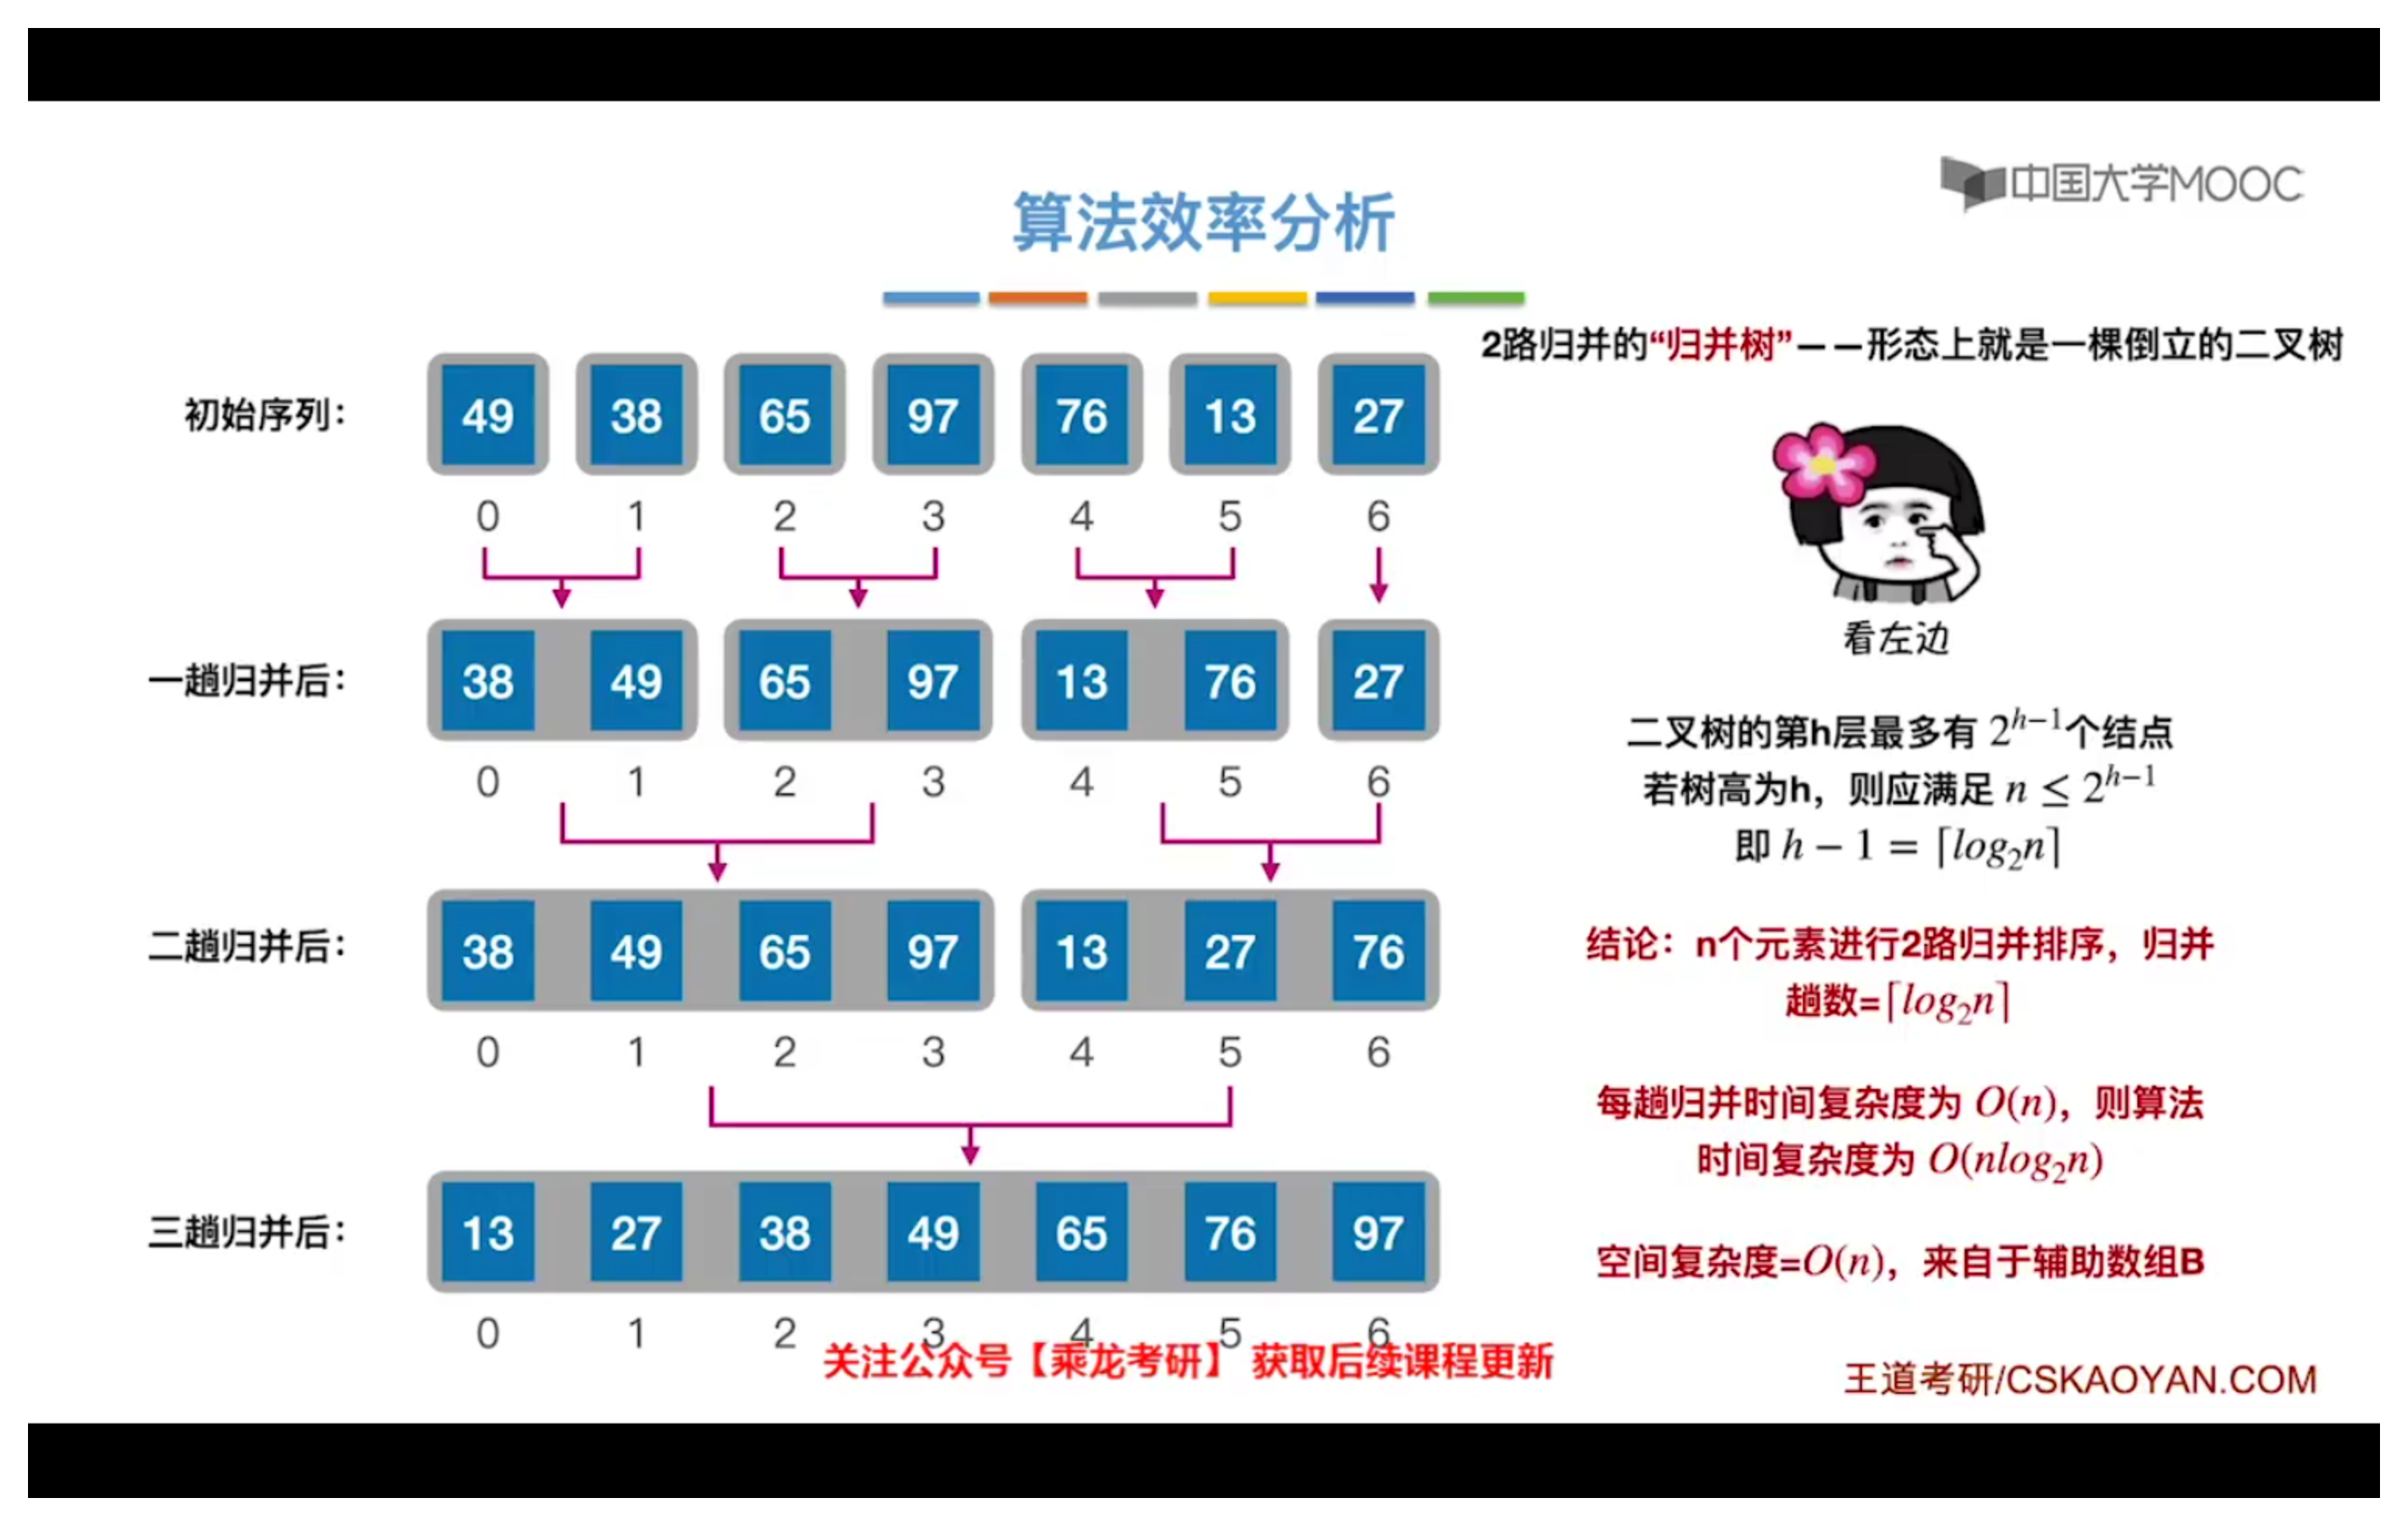 中国大学MOOC
算法效率分析
2路归并的“归并树”——形态上就是一棵倒立的二叉树
初始序列： 49 38 65 97 76 13 27
0 1 2 3 4 5 6
看左边
一趟归并后： 38 49 65 97 13 76 27
0 1 2 3 4 5 6
二叉树的第h层最多有 2^{h−1}个结点
若树高为h，则应满足 n ≤ 2^{h−1}
即 h − 1 = ⌈log₂n⌉
二趟归并后： 38 49 65 97 13 27 76
0 1 2 3 4 5 6
结论：n个元素进行2路归并排序，归并
趟数=⌈log₂n⌉
每趟归并时间复杂度为 O(n)，则算法
时间复杂度为 O(nlog₂n)
三趟归并后： 13 27 38 49 65 76 97
0 1 2 3 4 5 6
空间复杂度=O(n)，来自于辅助数组B
关注公众号【乘龙考研】 获取后续课程更新
王道考研/CSKAOYAN.COM